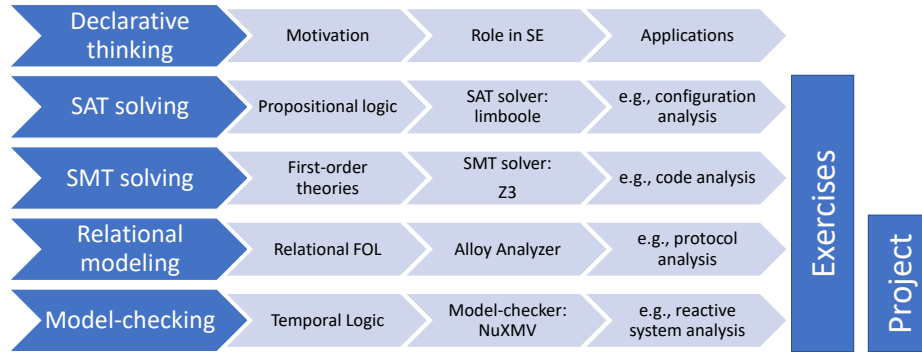 Declarative
thinking
Motivation
Role in SE
Applications
SAT solving
Propositional logic
SAT solver:
limboole
e.g., configuration
analysis
SMT solving
First-order
theories
SMT solver:
Z3
e.g., code analysis
Relational
modeling
Relational FOL
Alloy Analyzer
e.g., protocol
analysis
Model-checking
Temporal Logic
Model-checker:
NuXMV
e.g., reactive
system analysis
Exercises
Project